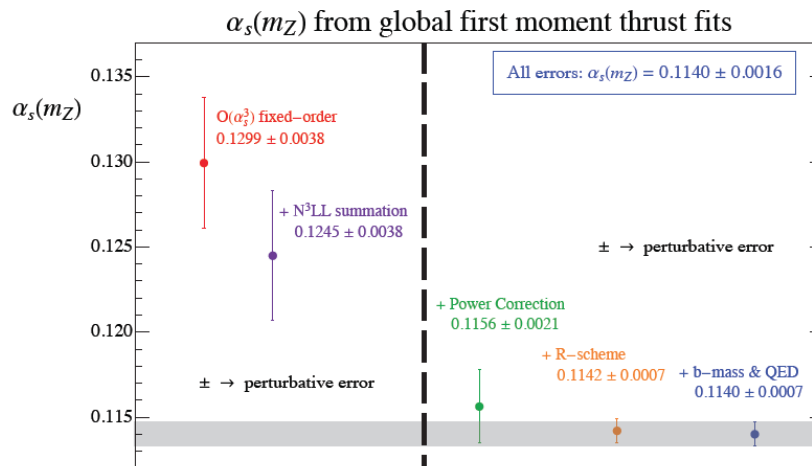 αs(mZ) from global first moment thrust fits
All errors: αs(mZ) = 0.1140 ± 0.0016
αs(mZ)
0.135
0.130
0.125
0.120
0.115
O(αs³) fixed−order
0.1299 ± 0.0038
+ N³LL summation
0.1245 ± 0.0038
± → perturbative error
+ Power Correction
0.1156 ± 0.0021
+ R−scheme
0.1142 ± 0.0007
+ b−mass & QED
0.1140 ± 0.0007
± → perturbative error